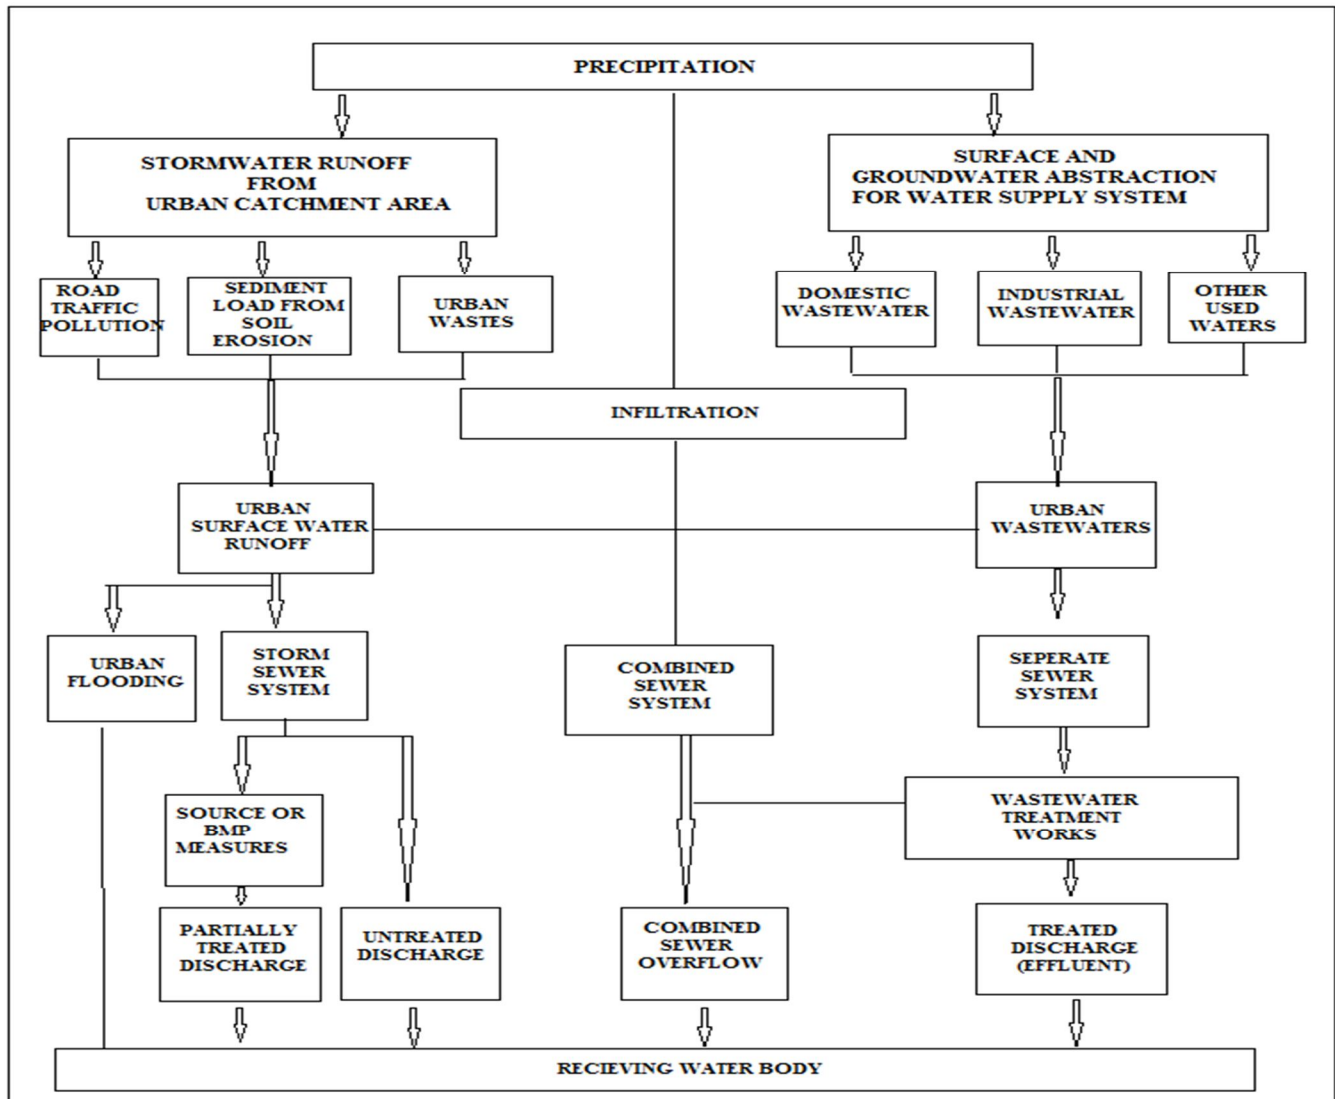 PRECIPITATION
STORMWATER RUNOFF
FROM
URBAN CATCHMENT AREA
SURFACE AND
GROUNDWATER ABSTRACTION
FOR WATER SUPPLY SYSTEM
ROAD
TRAFFIC
POLLUTION
SEDIMENT
LOAD FROM
SOIL
EROSION
URBAN
WASTES
DOMESTIC
WASTEWATER
INDUSTRIAL
WASTEWATER
OTHER
USED
WATERS
INFILTRATION
URBAN
SURFACE WATER
RUNOFF
URBAN
WASTEWATERS
URBAN
FLOODING
STORM
SEWER
SYSTEM
COMBINED
SEWER
SYSTEM
SEPERATE
SEWER
SYSTEM
SOURCE OR
BMP
MEASURES
WASTEWATER
TREATMENT
WORKS
PARTIALLY
TREATED
DISCHARGE
UNTREATED
DISCHARGE
COMBINED
SEWER
OVERFLOW
TREATED
DISCHARGE
(EFFLUENT)
RECIEVING WATER BODY